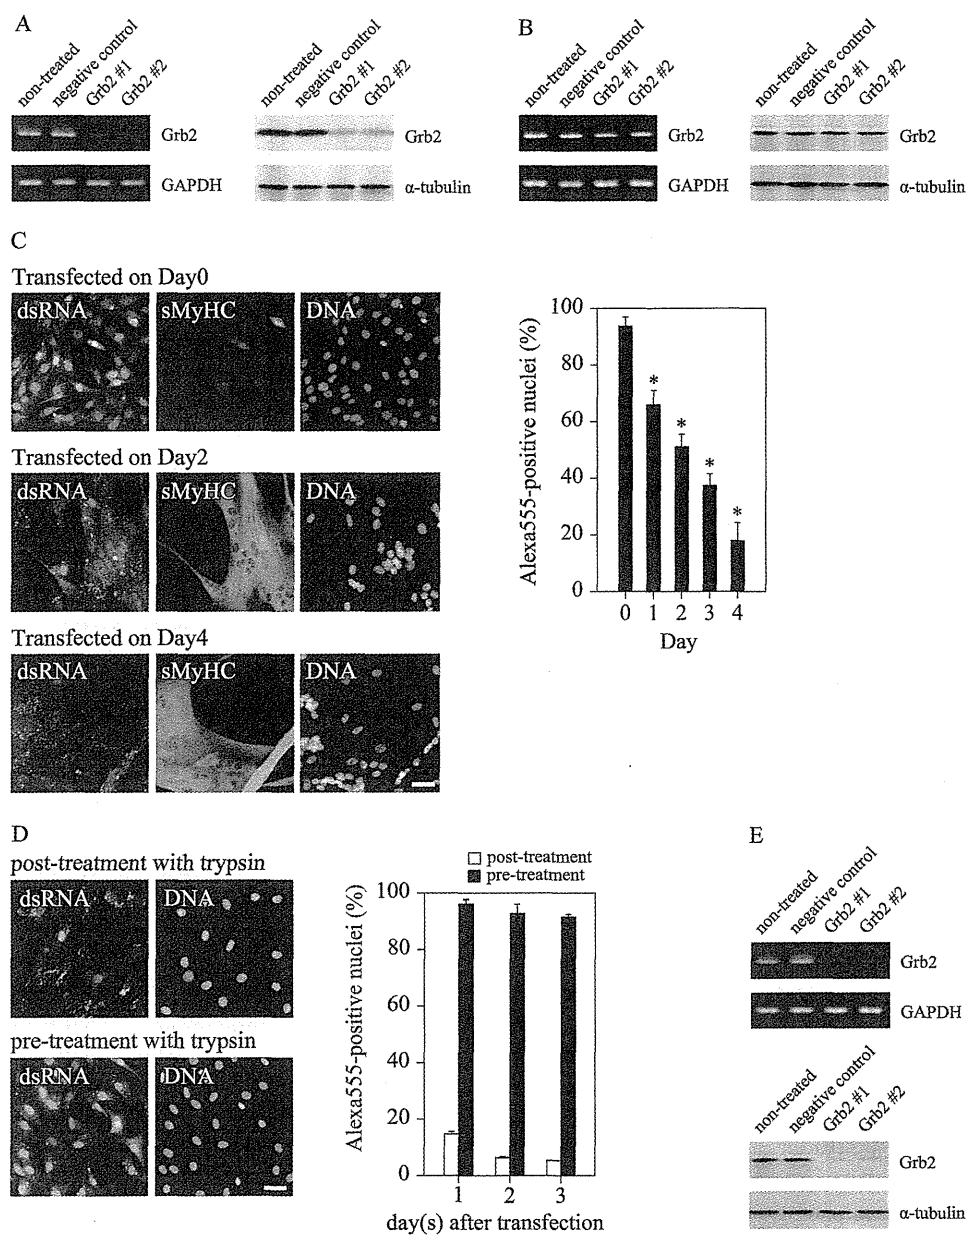 A
non-treated
negative control
Grb2 #1
Grb2 #2
Grb2
GAPDH
non-treated
negative control
Grb2 #1
Grb2 #2
Grb2
α-tubulin
B
non-treated
negative control
Grb2 #1
Grb2 #2
Grb2
GAPDH
non-treated
negative control
Grb2 #1
Grb2 #2
Grb2
α-tubulin
C
Transfected on Day0
dsRNA
sMyHC
DNA
Transfected on Day2
dsRNA
sMyHC
DNA
Transfected on Day4
dsRNA
sMyHC
DNA
Alexa555-positive nuclei (%)
100
80
60
40
20
0
* * * *
0 1 2 3 4
Day
D
post-treatment with trypsin
dsRNA
DNA
pre-treatment with trypsin
dsRNA
DNA
post-treatment
pre-treatment
Alexa555-positive nuclei (%)
100
80
60
40
20
0
1 2 3
day(s) after transfection
E
non-treated
negative control
Grb2 #1
Grb2 #2
Grb2
GAPDH
non-treated
negative control
Grb2 #1
Grb2 #2
Grb2
α-tubulin